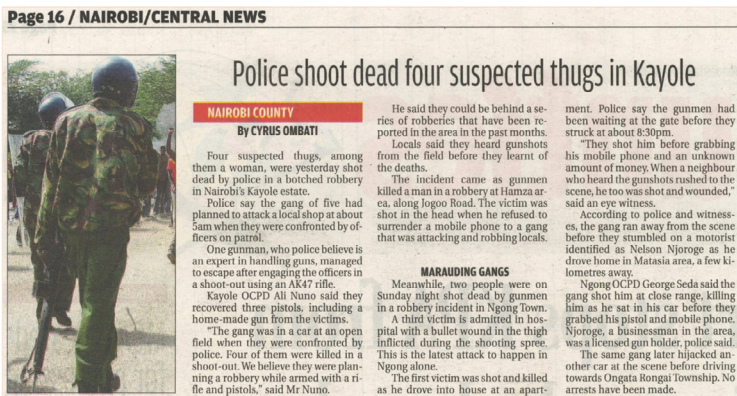 Page 16 / NAIROBI/CENTRAL NEWS
Police shoot dead four suspected thugs in Kayole
NAIROBI COUNTY
By CYRUS OMBATI
Four suspected thugs, among
them a woman, were yesterday shot
dead by police in a botched robbery
in Nairobi's Kayole estate.
Police say the gang of five had
planned to attack a local shop at about
5am when they were confronted by of-
ficers on patrol.
One gunman, who police believe is
an expert in handling guns, managed
to escape after engaging the officers in
a shoot-out using an AK47 rifle.
Kayole OCPD Ali Nuno said they
recovered three pistols. including a
home-made gun from the victims.
"The gang was in a car at an open
field when they were confronted by
police. Four of them were killed in a
shoot-out. We believe they were plan-
ning a robbery while armed with a ri-
fle and pistols," said Mr Nuno.
He said they could be behind a se-
ries of robberies that have been re-
ported in the area in the past months.
Locals said they heard gunshots
from the field before they learnt of
the deaths.
The incident came as gunmen
killed a man in a robbery at Hamza ar-
ea, along Jogoo Road. The victim was
shot in the head when he refused to
surrender a mobile phone to a gang
that was attacking and robbing locals.
MARAUDING GANGS
Meanwhile, two people were on
Sunday night shot dead by gunmen
in a robbery incident in Ngong Town.
A third victim is admitted in hos-
pital with a bullet wound in the thigh
inflicted during the shooting spree.
This is the latest attack to happen in
Ngong alone.
The first victim was shot and killed
as he drove into house at an apart-
ment. Police say the gunmen had
been waiting at the gate before they
struck at about 8:30pm.
"They shot him before grabbing
his mobile phone and an unknown
amount of money. When a neighbour
who heard the gunshots rushed to the
scene, he too was shot and wounded,"
said an eye witness.
According to police and witness-
es, the gang ran away from the scene
before they stumbled on a motorist
identified as Nelson Njoroge as he
drove home in Matasia area, a few ki-
lometres away.
Ngong OCPD George Seda said the
gang shot him at close range, killing
him as he sat in his car before they
grabbed his pistol and mobile phone.
Njoroge, a businessman in the area,
was a licensed gun holder, police said.
The same gang later hijacked an-
other car at the scene before driving
towards Ongata Rongai Township. No
arrests have been made.